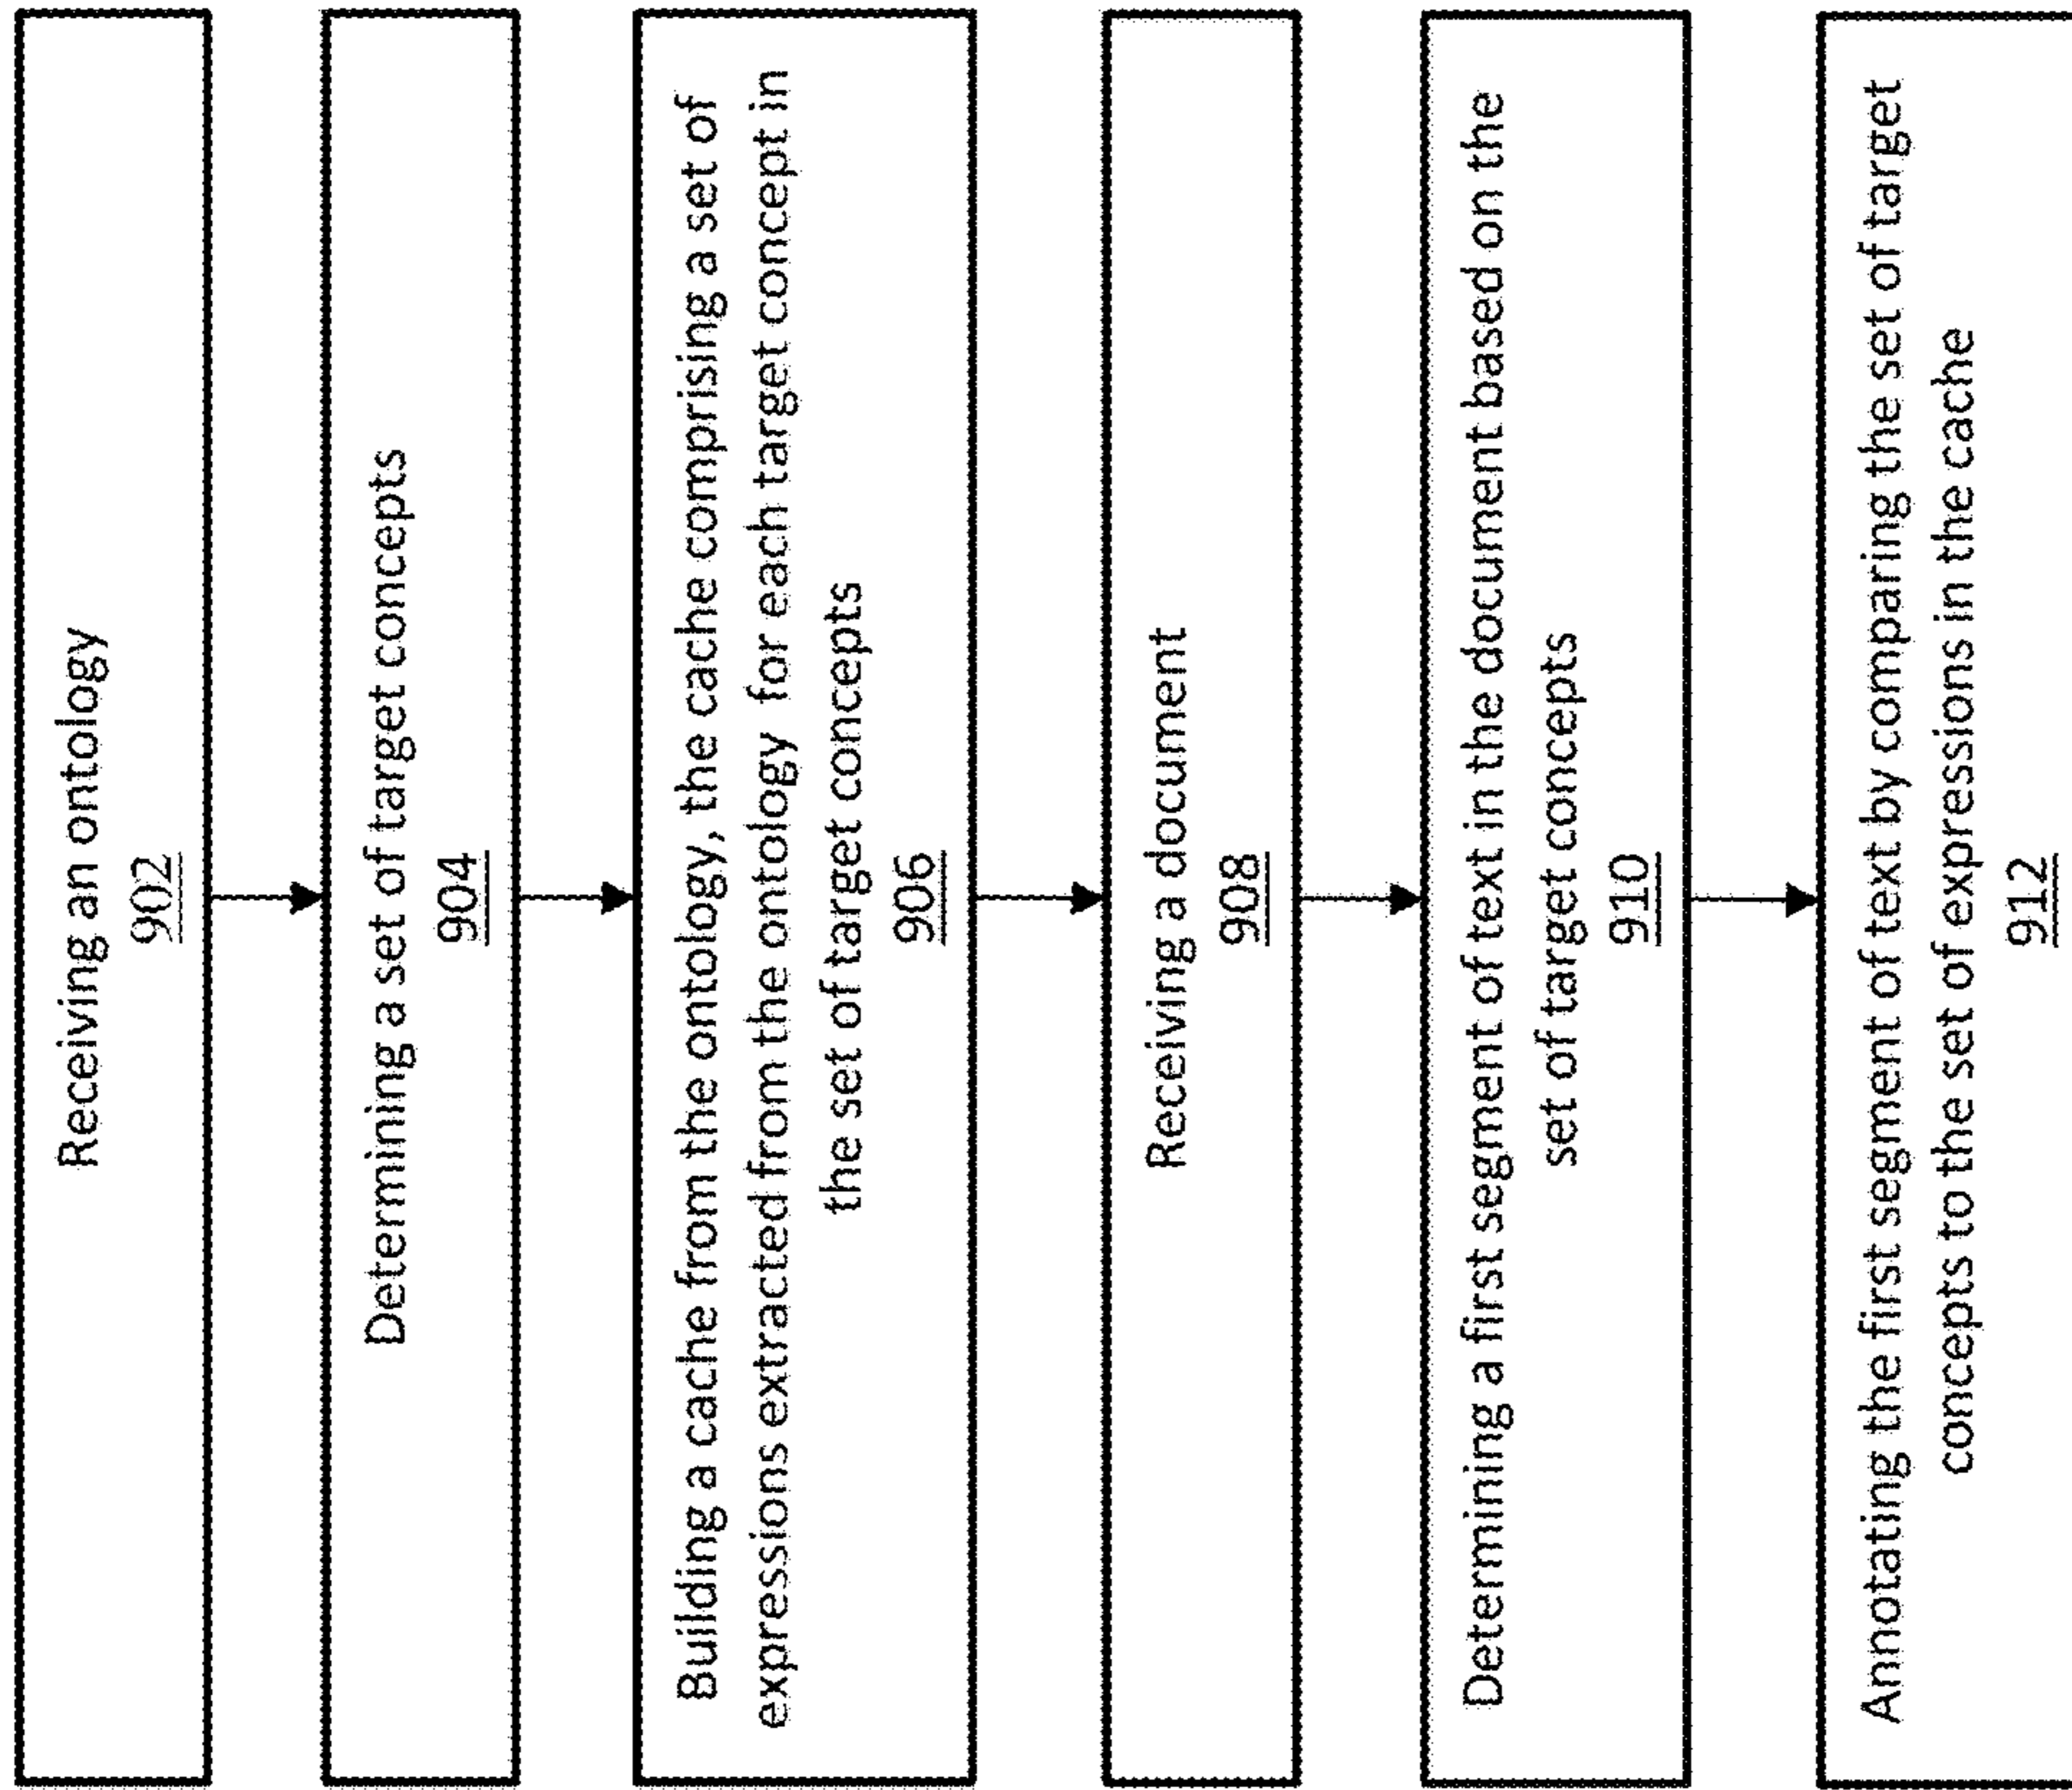 Receiving an ontology
902
Determining a set of target concepts
904
Building a cache from the ontology, the cache comprising a set of
expressions extracted from the ontology for each target concept in
the set of target concepts
906
Receiving a document
908
Determining a first segment of text in the document based on the
set of target concepts
910
Annotating the first segment of text by comparing the set of target
concepts to the set of expressions in the cache
912